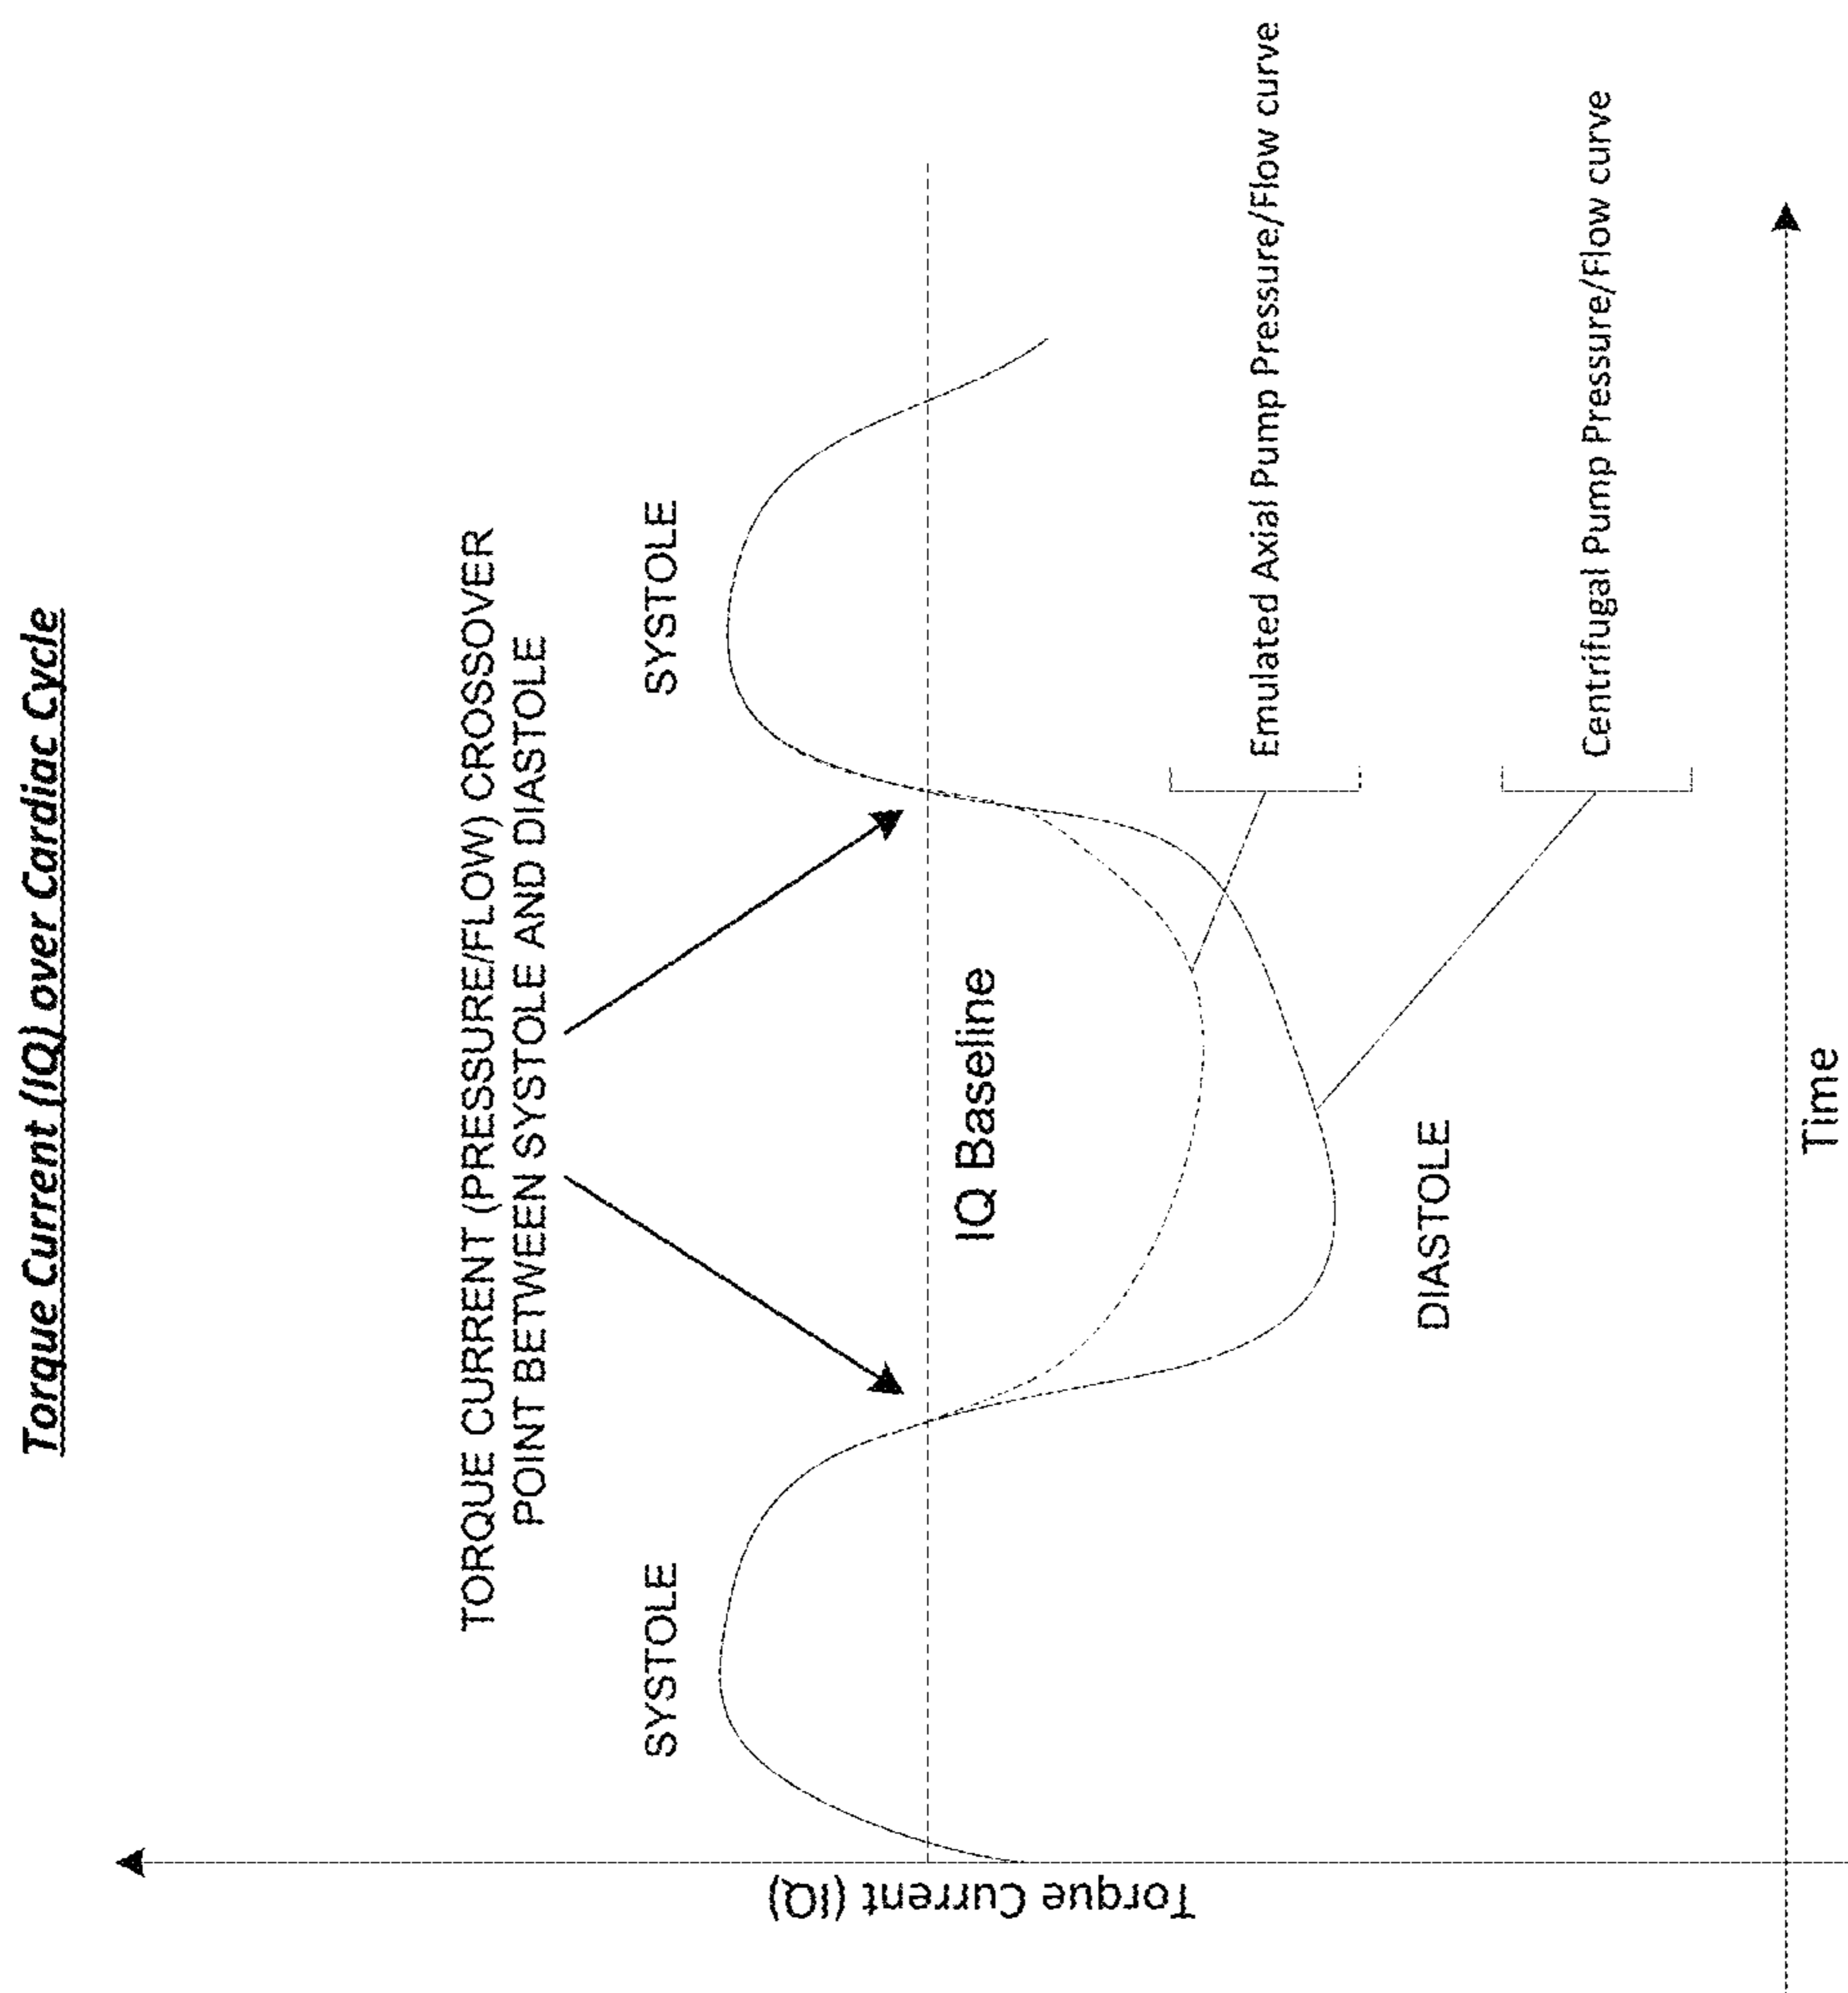 Torque Current (IQ) over Cardiac Cycle
TORQUE CURRENT (PRESSURE/FLOW) CROSSOVER
POINT BETWEEN SYSTOLE AND DIASTOLE
SYSTOLE
SYSTOLE
Torque Current (IQ)
IQ Baseline
Emulated Axial Pump Pressure/Flow curve
DIASTOLE
Centrifugal Pump Pressure/Flow curve
Time